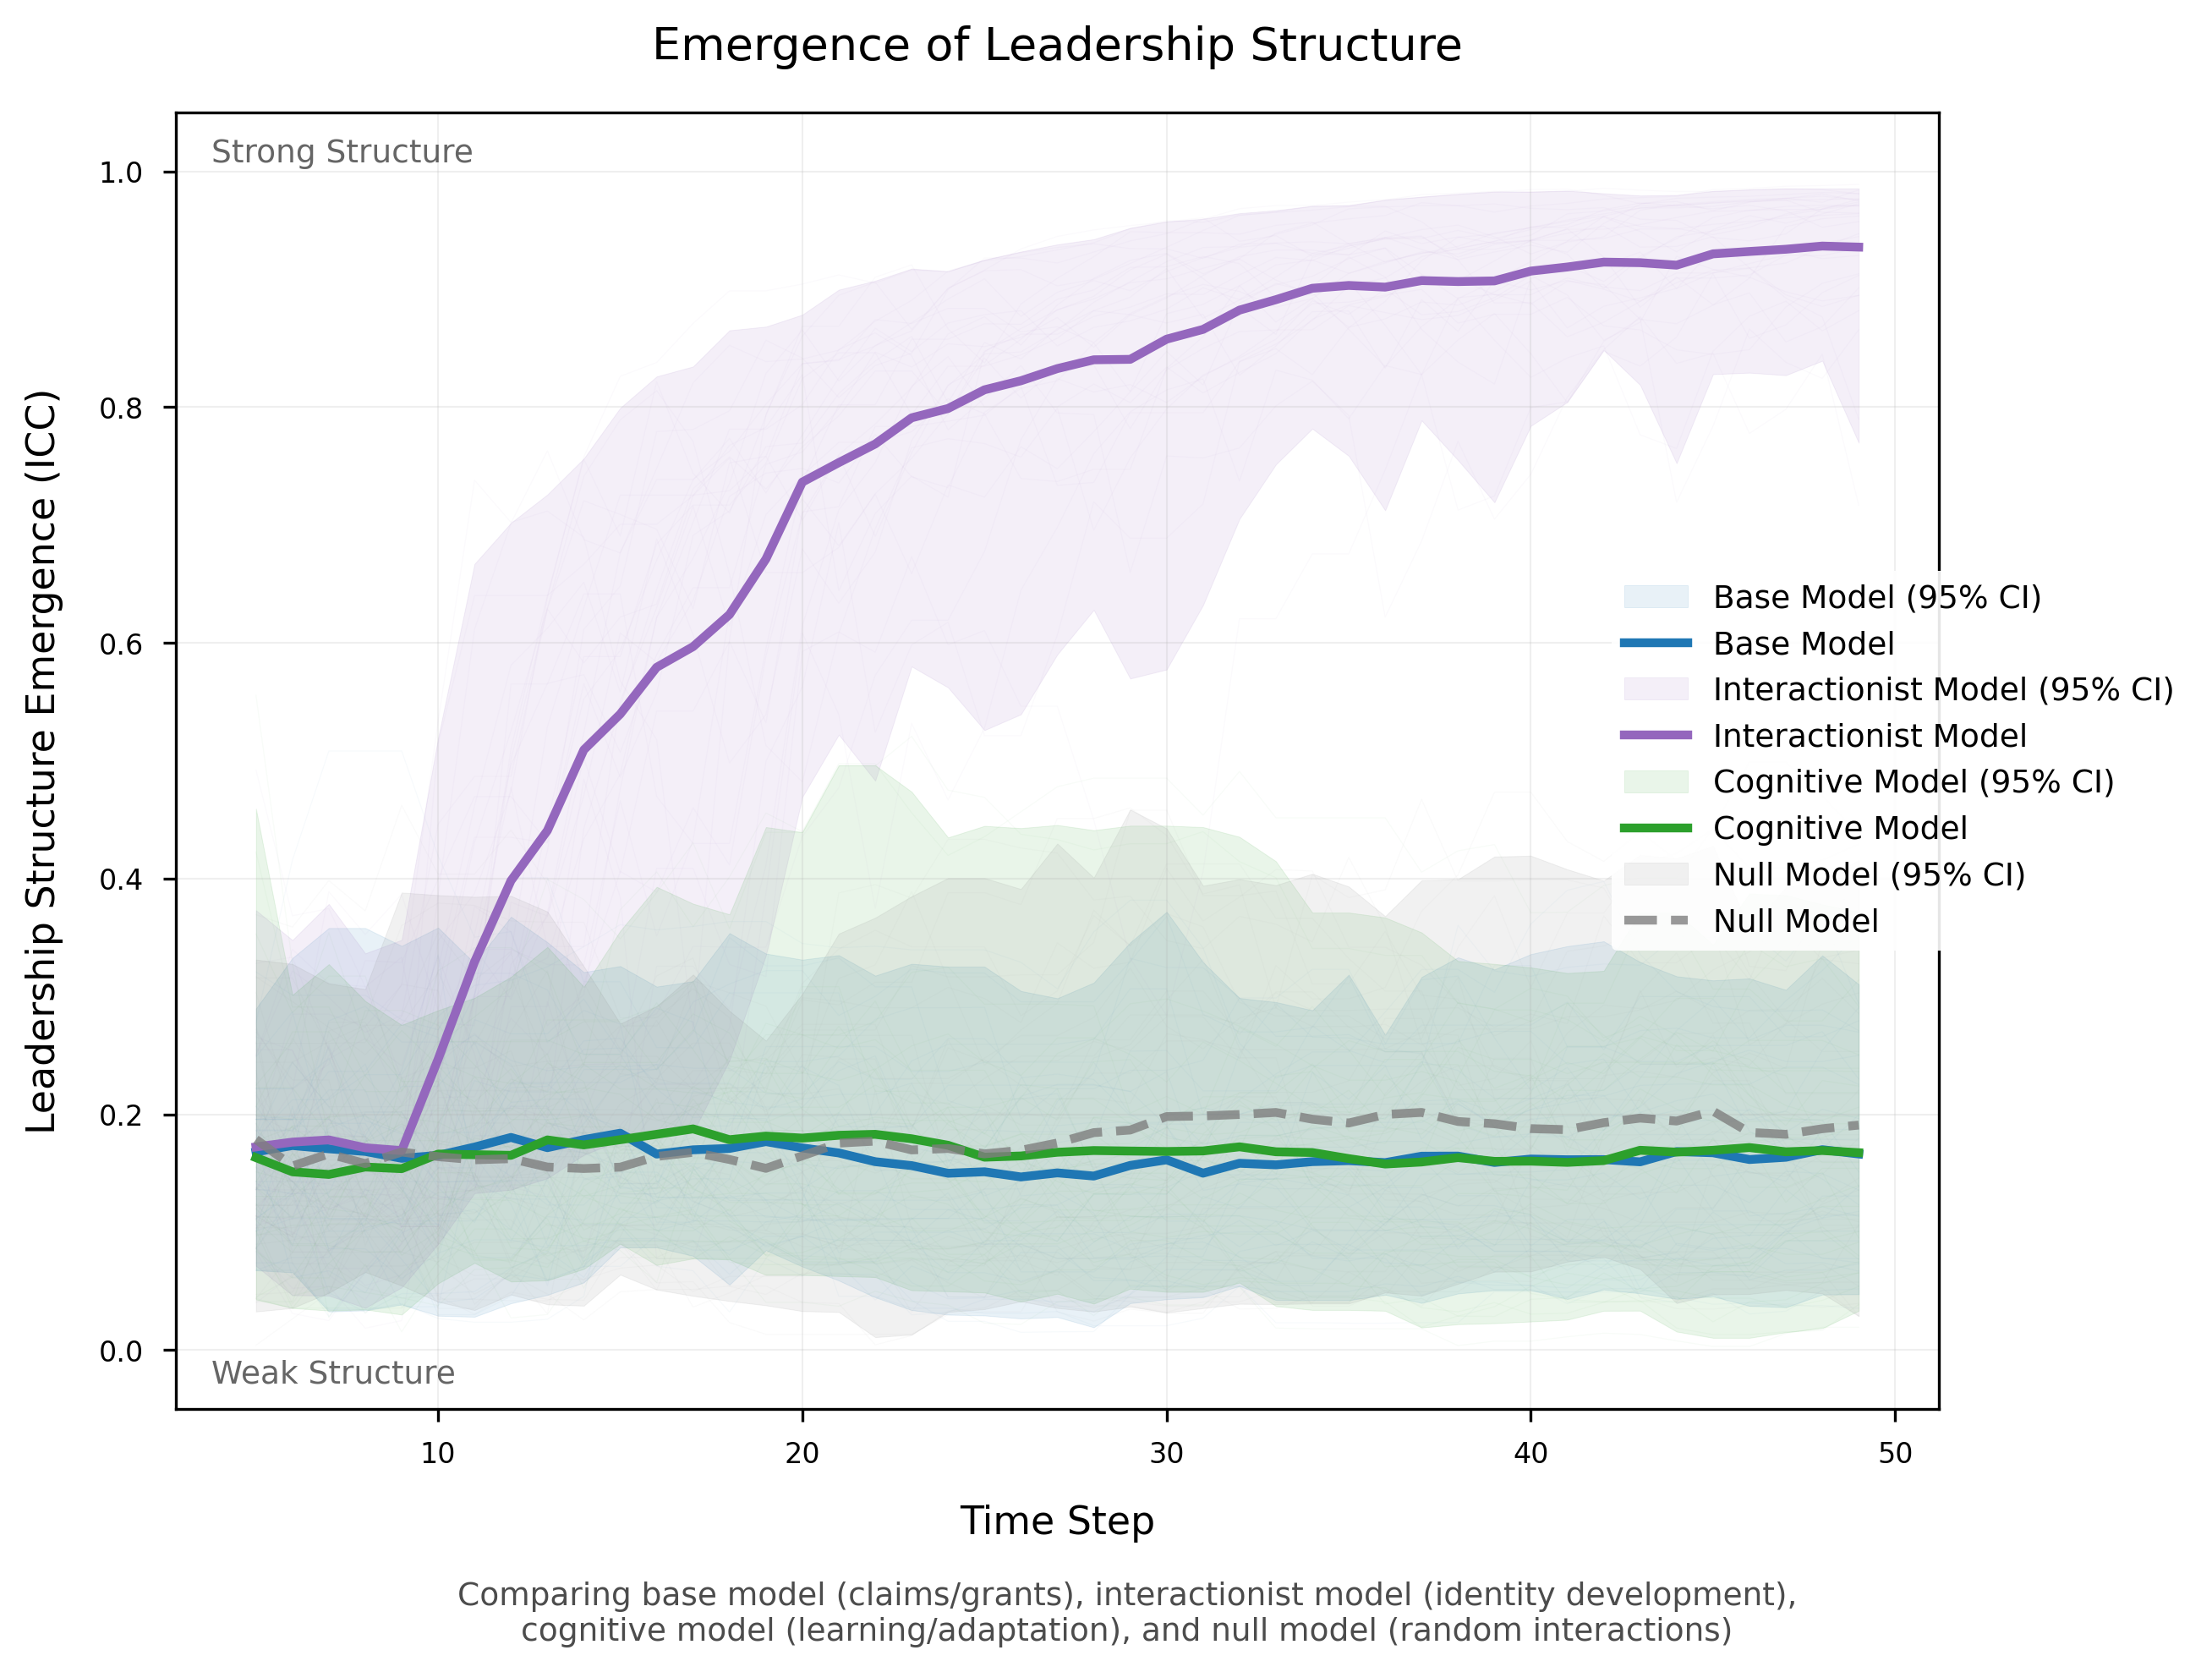 Emergence of Leadership Structure
Strong Structure
1.0
0.8
0.6
0.4
0.2
0.0
Leadership Structure Emergence (ICC)
Base Model (95% CI)
Base Model
Interactionist Model (95% CI)
Interactionist Model
Cognitive Model (95% CI)
Cognitive Model
Null Model (95% CI)
Null Model
Weak Structure
10 20 30 40 50
Time Step
Comparing base model (claims/grants), interactionist model (identity development),
cognitive model (learning/adaptation), and null model (random interactions)